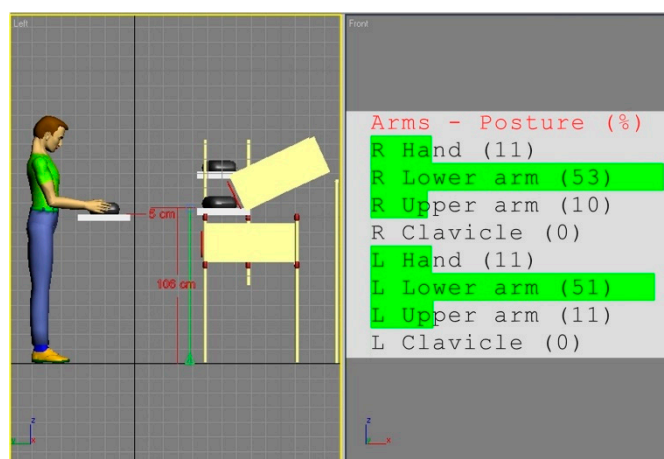 Left
5 cm
106 cm
z
y
x
Front
Arms - Posture (%)
R Hand (11)
R Lower arm (53)
R Upper arm (10)
R Clavicle (0)
L Hand (11)
L Lower arm (51)
L Upper arm (11)
L Clavicle (0)
z
y
x